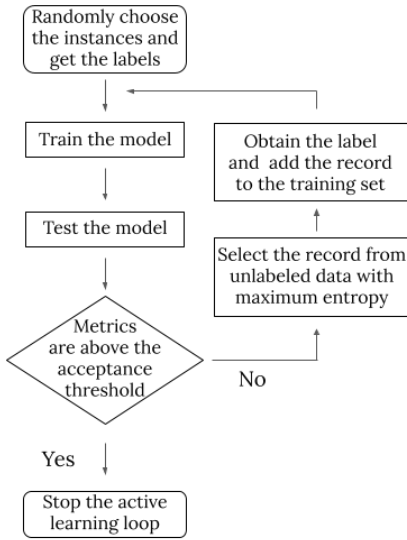 Randomly choose
the instances and
get the labels
Train the model
Test the model
Metrics
are above the
acceptance
threshold
No
Select the record from
unlabeled data with
maximum entropy
Obtain the label
and add the record
to the training set
Yes
Stop the active
learning loop